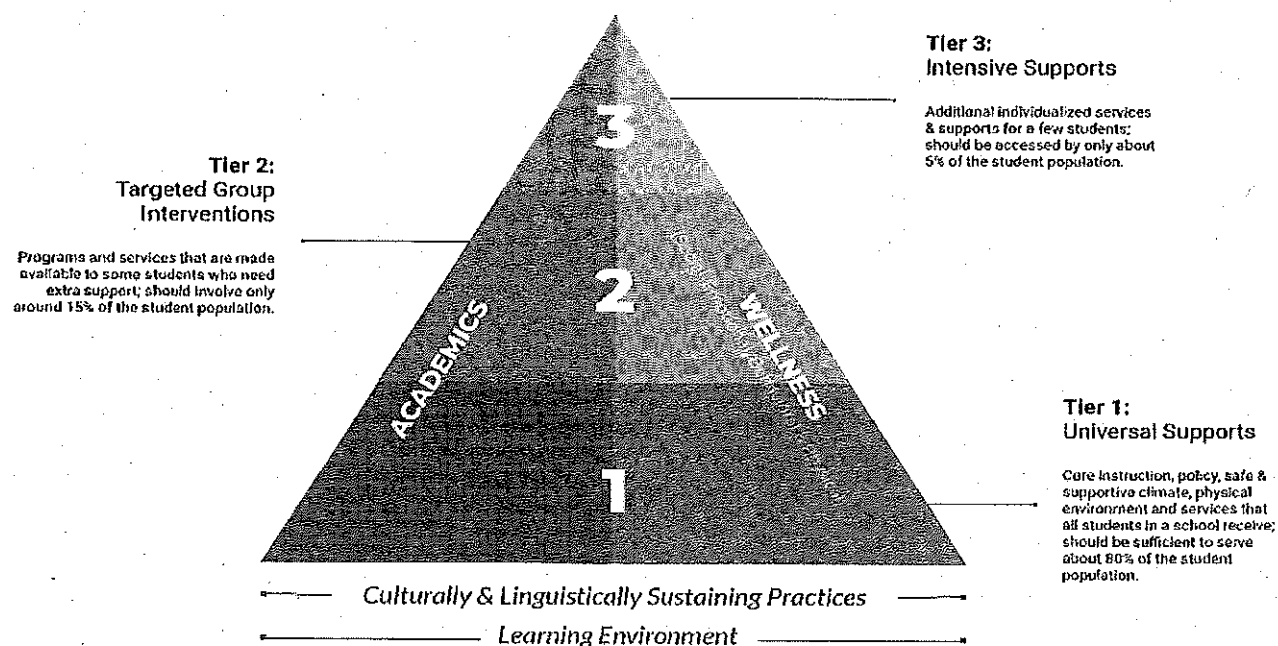 Tier 3:
Intensive Supports
Additional individualized services
& supports for a few students;
should be accessed by only about
5% of the student population.
3
Tier 2:
Targeted Group
Interventions
Programs and services that are made
available to some students who need
extra support; should involve only
around 15% of the student population.
2
ACADEMICS
WELLNESS
Tier 1:
Universal Supports
Core instruction, policy, safe &
supportive climate, physical
environment and services that
all students in a school receive;
should be sufficient to serve
about 80% of the student
population.
1
Culturally & Linguistically Sustaining Practices
Learning Environment